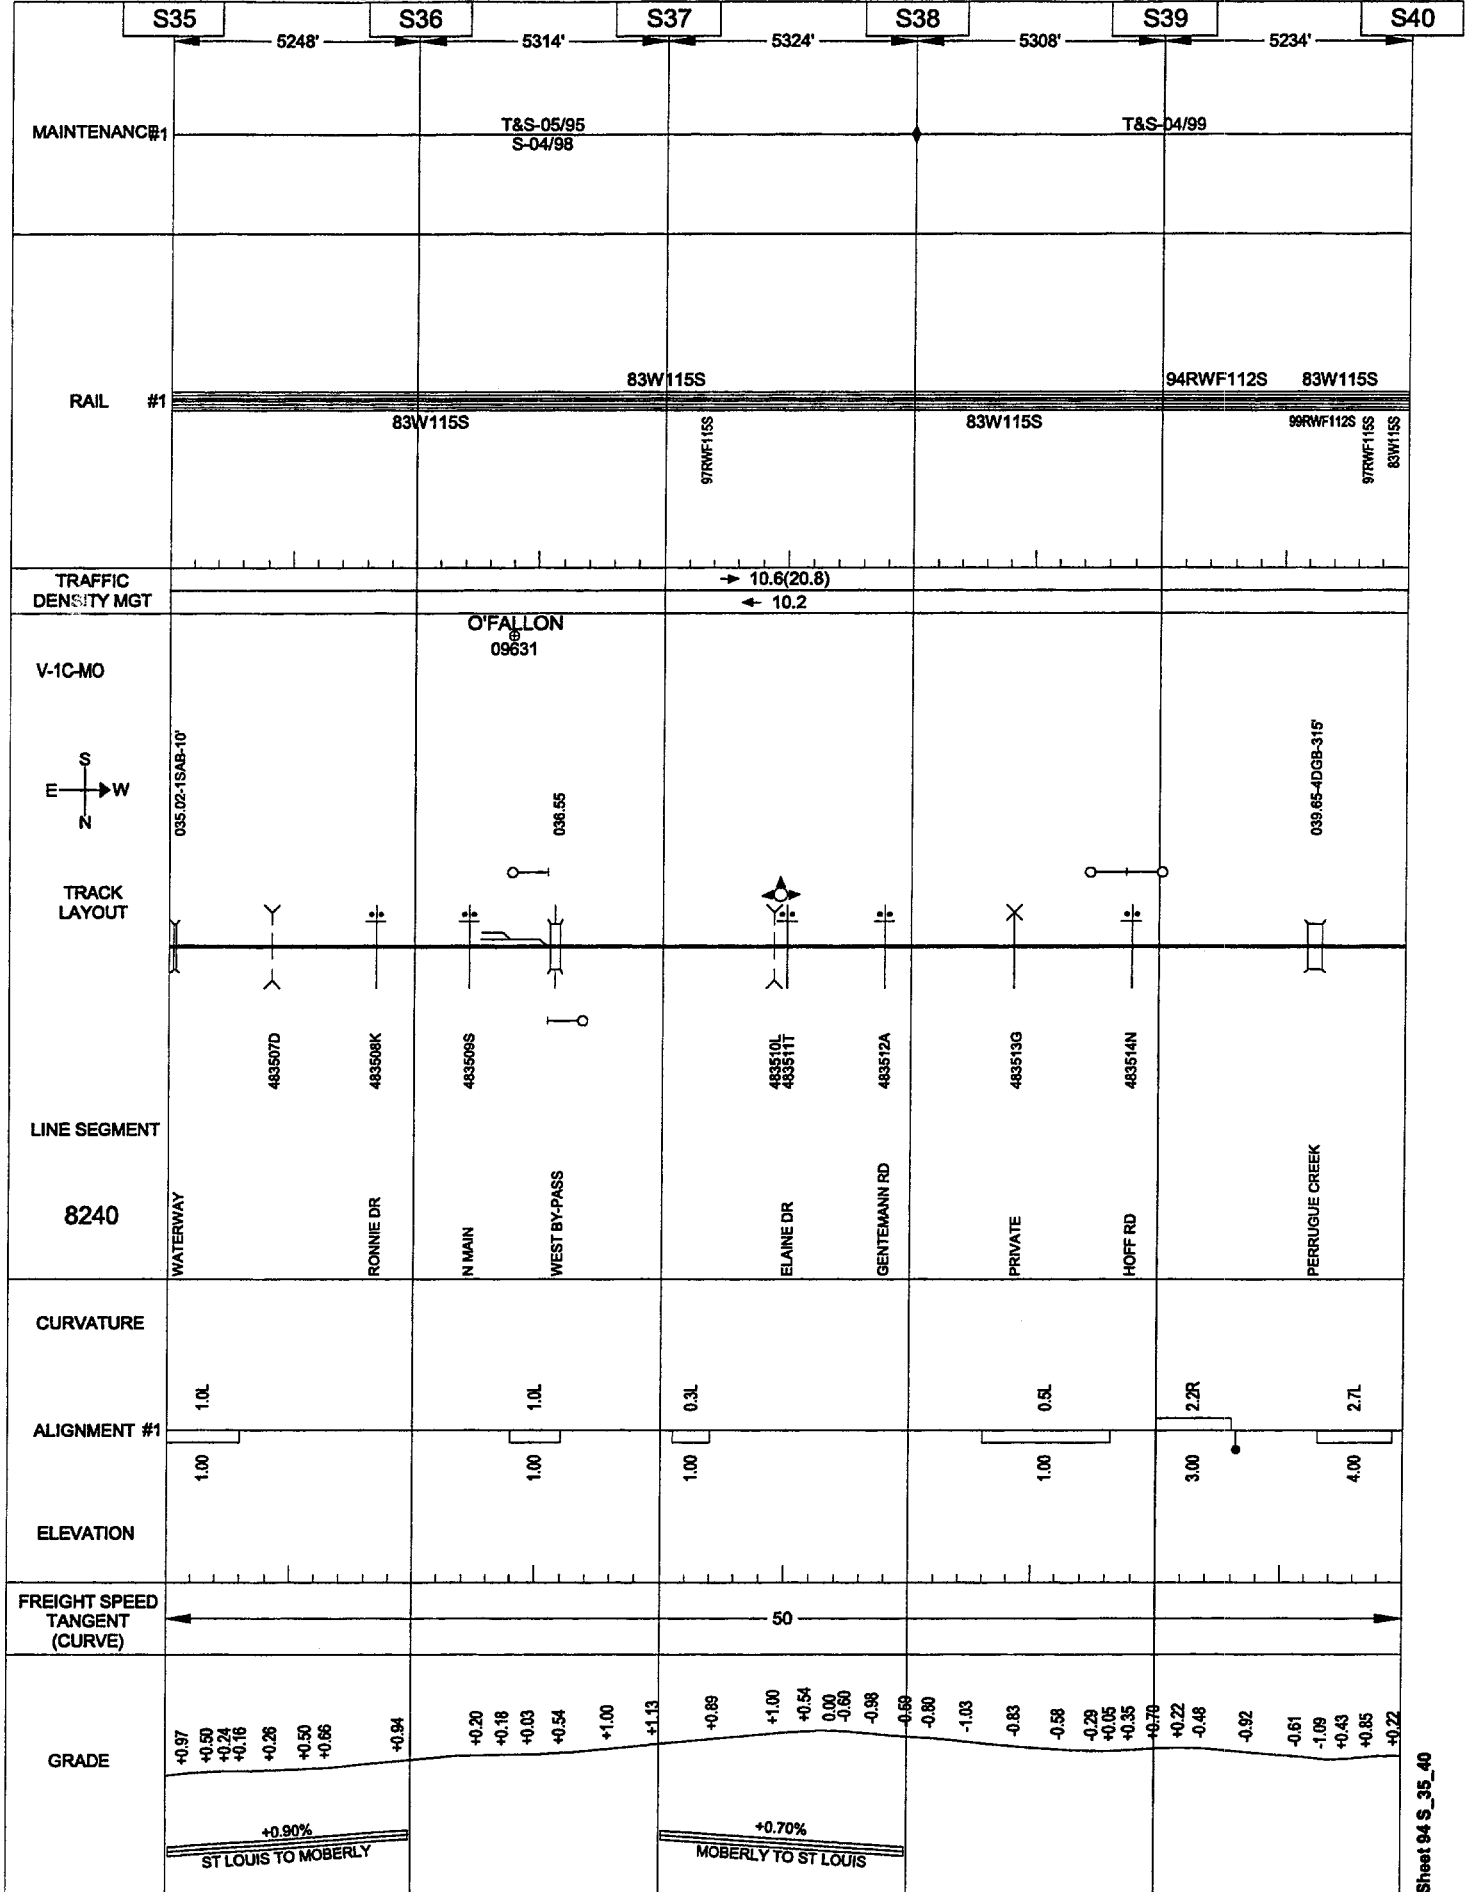 S35 S36 S37 S38 S39 S40
5248' 5314' 5324' 5308' 5234'
MAINTENANCE #1
T&S-05/95
S-04/98
T&S-04/99
RAIL #1
83W115S 94RWF112S 83W115S
83W115S 83W115S 99RWF112S
97RWF115S
97RWF115S
83W115S
TRAFFIC
DENSITY MGT
10.6(20.8)
10.2
O'FALLON
09631
V-1C-MO
S
E W
N
035.02-1SAB-10'
036.55
039.65-4DGB-315'
TRACK
LAYOUT
483507D
483508K
483509S
483510L
483511T
483512A
483513G
483514N
LINE SEGMENT
8240
WATERWAY
RONNIE DR
N MAIN
WEST BY-PASS
ELAINE DR
GENTEMANN RD
PRIVATE
HOFF RD
PERRUGUE CREEK
CURVATURE
1.0L 1.0L 0.3L 0.5L 2.2R 2.7L
ALIGNMENT #1
1.00 1.00 1.00 1.00 3.00 4.00
ELEVATION
FREIGHT SPEED
TANGENT
(CURVE)
50
GRADE
+0.97
+0.50
+0.24
+0.16
+0.26
+0.50
+0.66
+0.94
+0.20
+0.18
+0.03
+0.54
+1.00
+1.13
+0.89
+1.00
+0.54
0.00
-0.60
-0.98
-0.59
-0.80
-1.03
-0.83
-0.58
-0.29
+0.05
+0.35
+0.70
+0.22
-0.48
-0.92
-0.61
-1.09
+0.43
+0.85
+0.22
+0.90%
ST LOUIS TO MOBERLY
+0.70%
MOBERLY TO ST LOUIS
Sheet 94 S_35_40